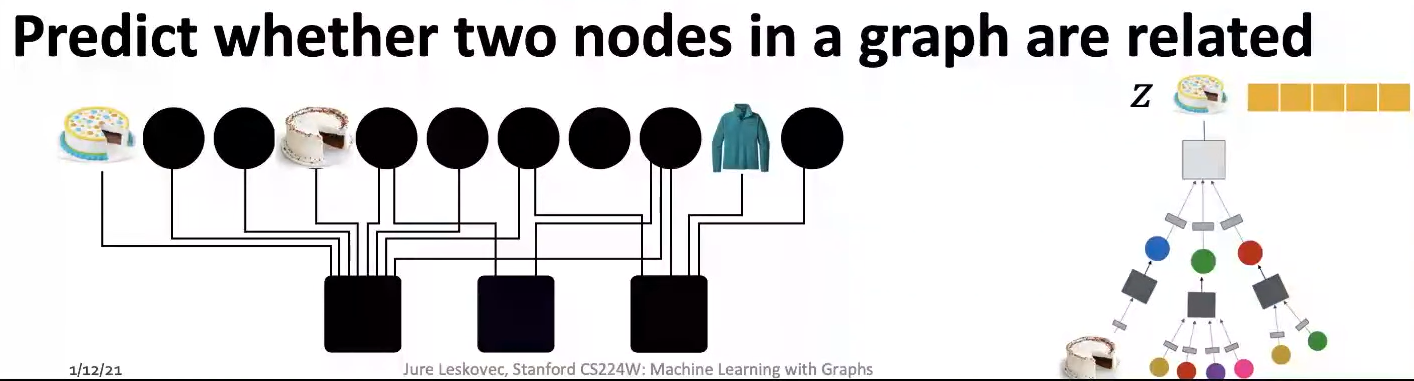 Predict whether two nodes in a graph are related
z
1/12/21
Jure Leskovec, Stanford CS224W: Machine Learning with Graphs